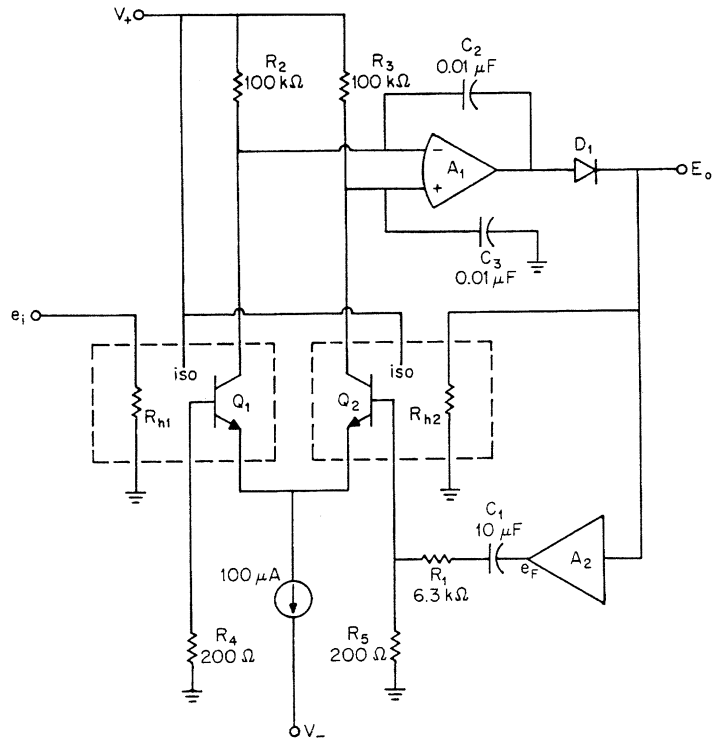 V+
R2
100 kΩ
R3
100 kΩ
C2
0.01 μF
−
A1
+
D1
Eo
C3
0.01 μF
ei
iso
iso
Rh1
Q1
Q2
Rh2
C1
10 μF
eF
A2
R1
6.3 kΩ
100 μA
R4
200 Ω
R5
200 Ω
V−